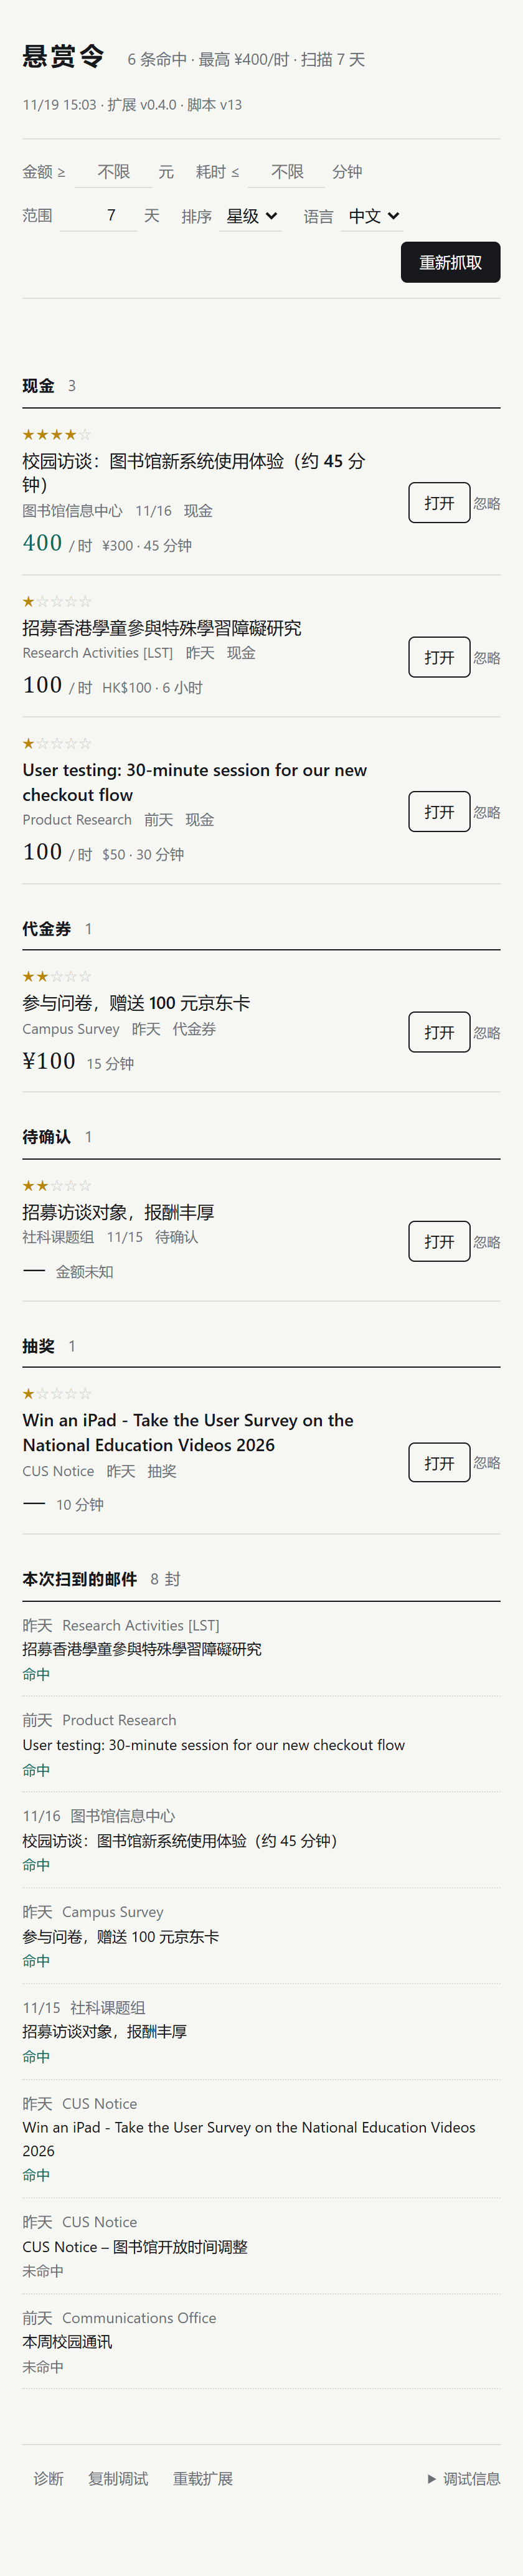 悬赏令 6 条命中 · 最高 ¥400/时 · 扫描 7 天
11/19 15:03 · 扩展 v0.4.0 · 脚本 v13
金额 ≥ 不限 元 耗时 ≤ 不限 分钟
范围 7 天 排序 星级 语言 中文
重新抓取
现金 3
★★★★☆
校园访谈：图书馆新系统使用体验（约 45 分
钟）
图书馆信息中心 11/16 现金
400 / 时 ¥300 · 45 分钟
打开 忽略
★☆☆☆☆
招募香港學童參與特殊學習障礙研究
Research Activities [LST] 昨天 现金
100 / 时 HK$100 · 6 小时
打开 忽略
★☆☆☆☆
User testing: 30-minute session for our new
checkout flow
Product Research 前天 现金
100 / 时 $50 · 30 分钟
打开 忽略
代金券 1
★★☆☆☆
参与问卷，赠送 100 元京东卡
Campus Survey 昨天 代金券
¥100 15 分钟
打开 忽略
待确认 1
★★☆☆☆
招募访谈对象，报酬丰厚
社科课题组 11/15 待确认
— 金额未知
打开 忽略
抽奖 1
★☆☆☆☆
Win an iPad - Take the User Survey on the
National Education Videos 2026
CUS Notice 昨天 抽奖
— 10 分钟
打开 忽略
本次扫到的邮件 8 封
昨天 Research Activities [LST]
招募香港學童參與特殊學習障礙研究
命中
前天 Product Research
User testing: 30-minute session for our new checkout flow
命中
11/16 图书馆信息中心
校园访谈：图书馆新系统使用体验（约 45 分钟）
命中
昨天 Campus Survey
参与问卷，赠送 100 元京东卡
命中
11/15 社科课题组
招募访谈对象，报酬丰厚
命中
昨天 CUS Notice
Win an iPad - Take the User Survey on the National Education Videos
2026
命中
昨天 CUS Notice
CUS Notice – 图书馆开放时间调整
未命中
前天 Communications Office
本周校园通讯
未命中
诊断 复制调试 重载扩展 ▶ 调试信息